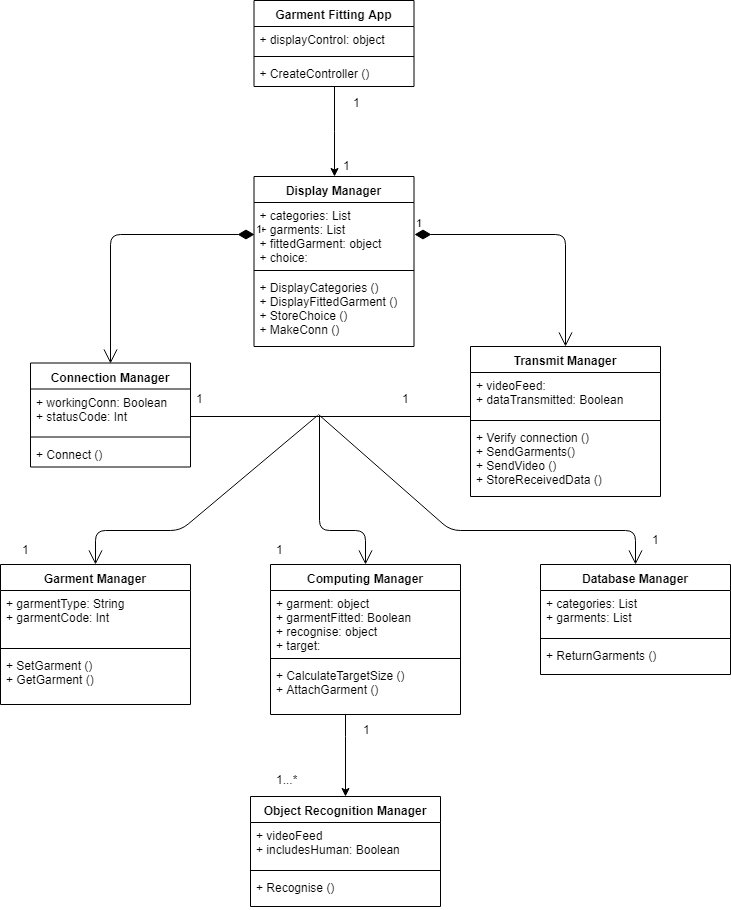 Garment Fitting App
+ displayControl: object
+ CreateController ()
1
1
Display Manager
+ categories: List
+ garments: List
+ fittedGarment: object
+ choice:
1
1
+ DisplayCategories ()
+ DisplayFittedGarment ()
+ StoreChoice ()
+ MakeConn ()
Connection Manager
+ workingConn: Boolean
+ statusCode: Int
+ Connect ()
Transmit Manager
+ videoFeed:
+ dataTransmitted: Boolean
+ Verify connection ()
+ SendGarments()
+ SendVideo ()
+ StoreReceivedData ()
1
1
1
1
1
Garment Manager
+ garmentType: String
+ garmentCode: Int
+ SetGarment ()
+ GetGarment ()
Computing Manager
+ garment: object
+ garmentFitted: Boolean
+ recognise: object
+ target:
+ CalculateTargetSize ()
+ AttachGarment ()
Database Manager
+ categories: List
+ garments: List
+ ReturnGarments ()
1
1...*
Object Recognition Manager
+ videoFeed
+ includesHuman: Boolean
+ Recognise ()